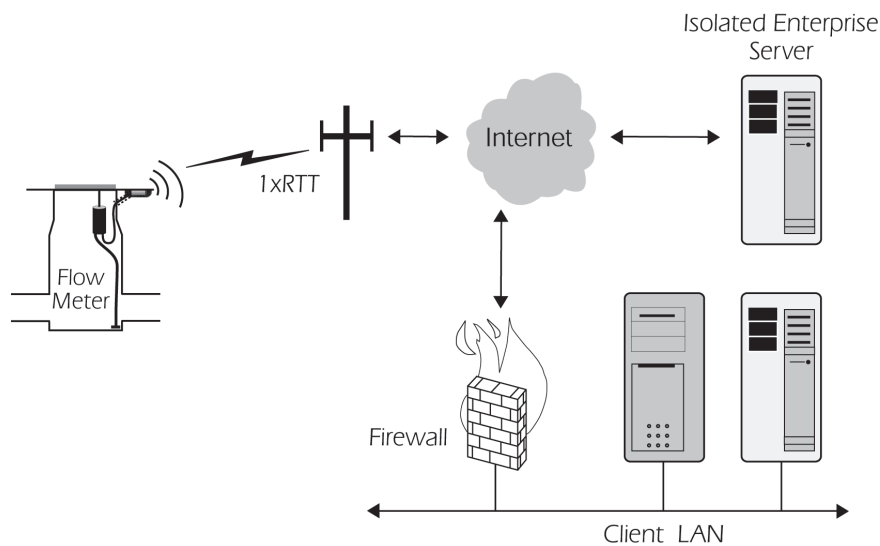 Isolated Enterprise
Server
Internet
1xRTT
Flow
Meter
Firewall
Client LAN